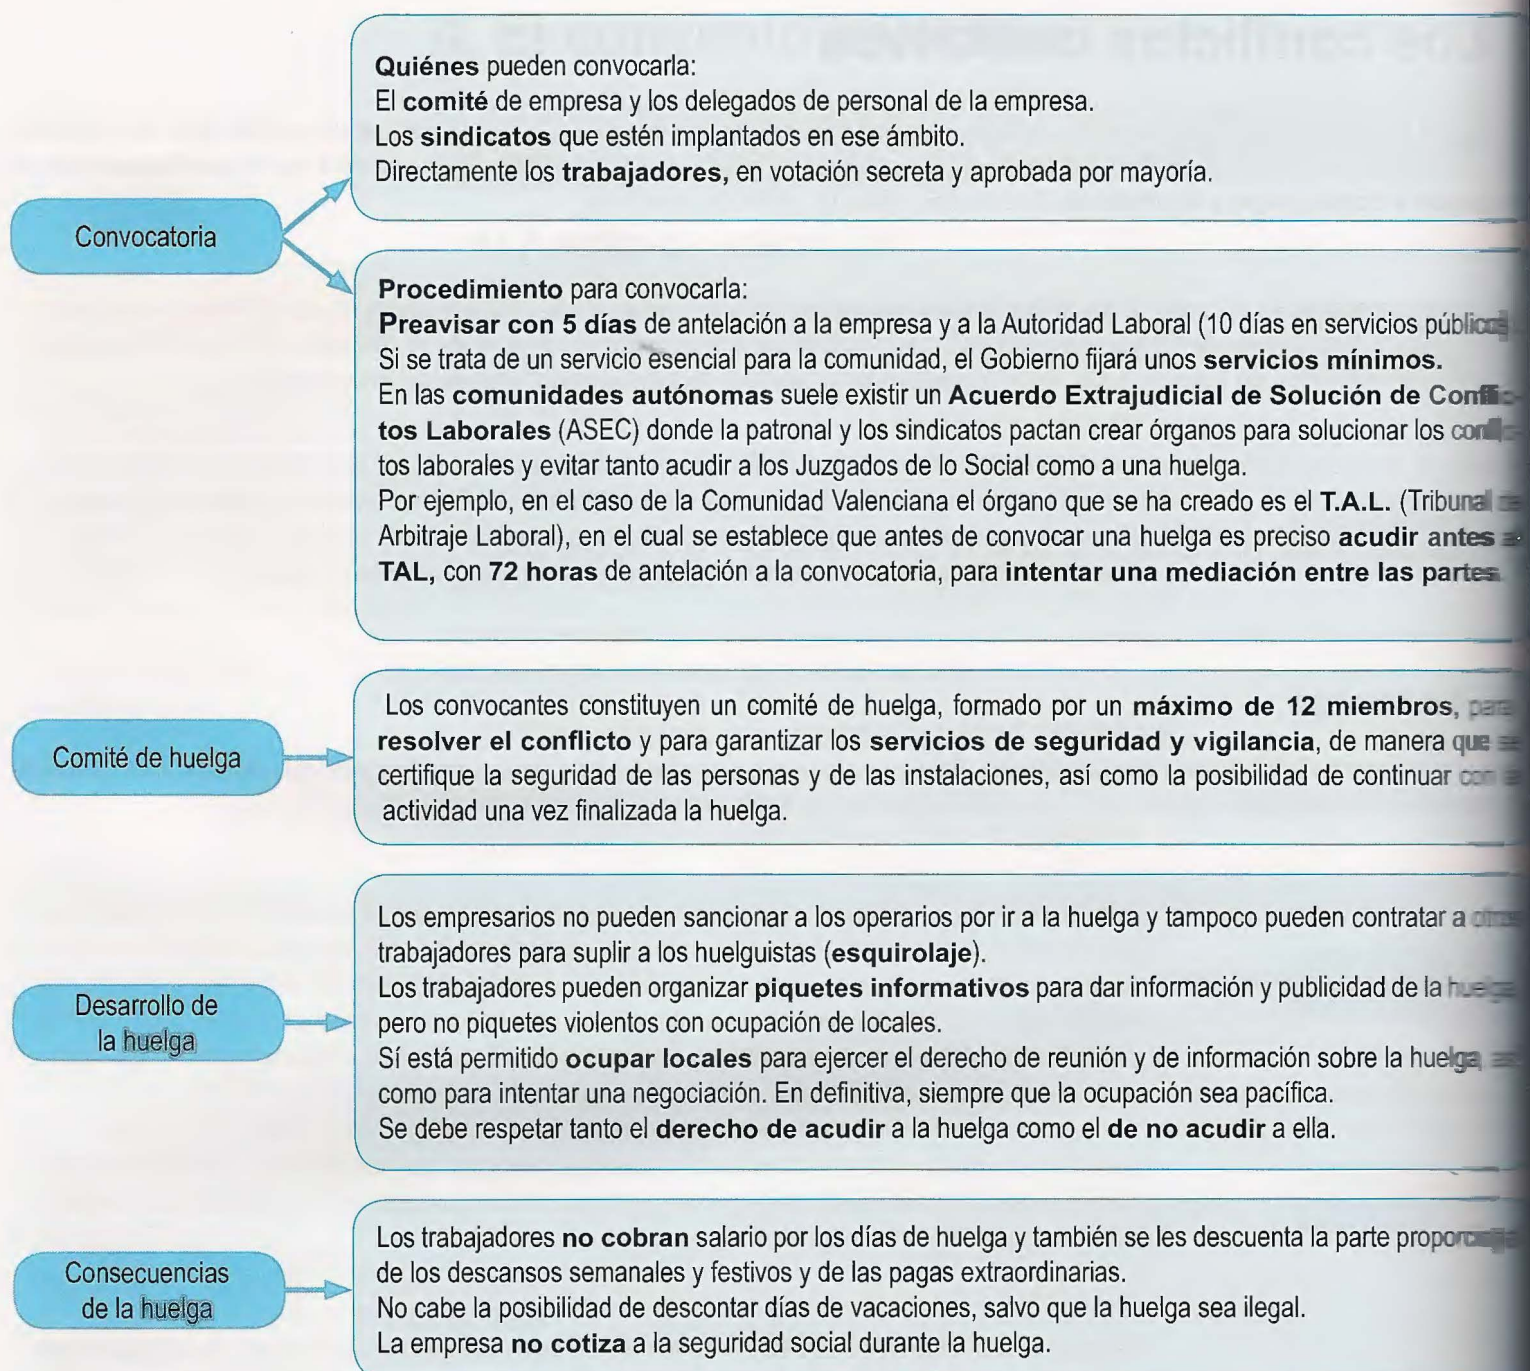 Quiénes pueden convocarla:
El comité de empresa y los delegados de personal de la empresa.
Los sindicatos que estén implantados en ese ámbito.
Directamente los trabajadores, en votación secreta y aprobada por mayoría.
Convocatoria
Procedimiento para convocarla:
Preavisar con 5 días de antelación a la empresa y a la Autoridad Laboral (10 días en servicios públicos
Si se trata de un servicio esencial para la comunidad, el Gobierno fijará unos servicios mínimos.
En las comunidades autónomas suele existir un Acuerdo Extrajudicial de Solución de Conflic-
tos Laborales (ASEC) donde la patronal y los sindicatos pactan crear órganos para solucionar los conflic-
tos laborales y evitar tanto acudir a los Juzgados de lo Social como a una huelga.
Por ejemplo, en el caso de la Comunidad Valenciana el órgano que se ha creado es el T.A.L. (Tribunal
Arbitraje Laboral), en el cual se establece que antes de convocar una huelga es preciso acudir antes
TAL, con 72 horas de antelación a la convocatoria, para intentar una mediación entre las partes.
Comité de huelga
Los convocantes constituyen un comité de huelga, formado por un máximo de 12 miembros, para
resolver el conflicto y para garantizar los servicios de seguridad y vigilancia, de manera que se
certifique la seguridad de las personas y de las instalaciones, así como la posibilidad de continuar con
actividad una vez finalizada la huelga.
Desarrollo de
la huelga
Los empresarios no pueden sancionar a los operarios por ir a la huelga y tampoco pueden contratar a otros
trabajadores para suplir a los huelguistas (esquirolaje).
Los trabajadores pueden organizar piquetes informativos para dar información y publicidad de la huelga
pero no piquetes violentos con ocupación de locales.
Sí está permitido ocupar locales para ejercer el derecho de reunión y de información sobre la huelga, así
como para intentar una negociación. En definitiva, siempre que la ocupación sea pacífica.
Se debe respetar tanto el derecho de acudir a la huelga como el de no acudir a ella.
Consecuencias
de la huelga
Los trabajadores no cobran salario por los días de huelga y también se les descuenta la parte
de los descansos semanales y festivos y de las pagas extraordinarias.
No cabe la posibilidad de descontar días de vacaciones, salvo que la huelga sea ilegal.
La empresa no cotiza a la seguridad social durante la huelga.